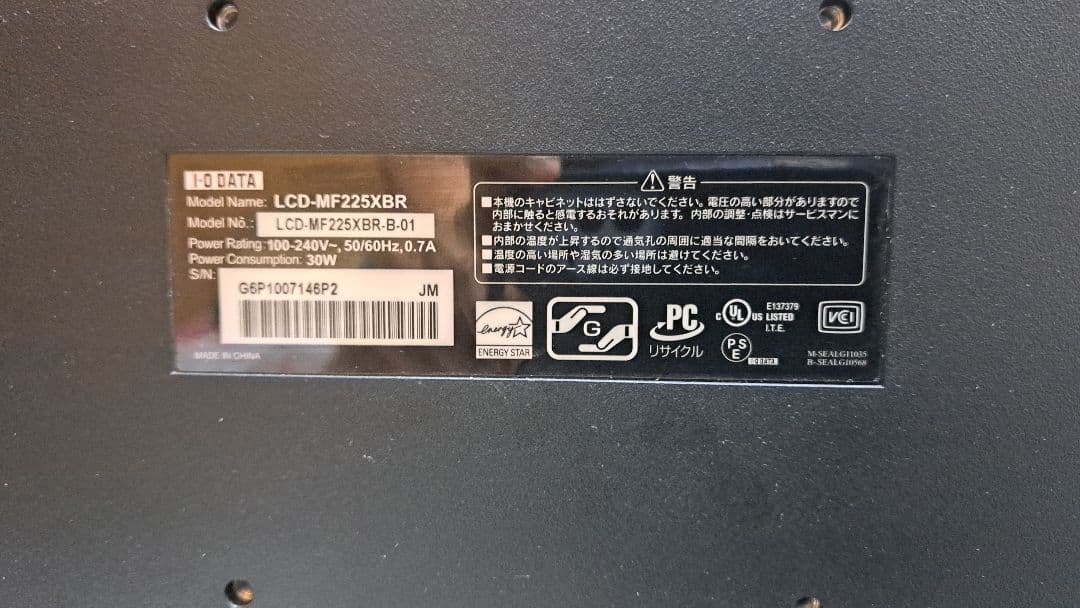 I-O DATA
Model Name: LCD-MF225XBR
Model No.: LCD-MF225XBR-B-01
Power Rating: 100-240V~, 50/60Hz, 0.7A
Power Consumption: 30W
S/N:
G6P1007146P2 JM
MADE IN CHINA
警告
■本機のキャビネットははずさないでください。電圧の高い部分がありますので
内部に触ると感電するおそれがあります。内部の調整・点検はサービスマンに
おまかせください。
■内部の温度が上昇するので通気孔の周囲に適当な間隔をおいてください。
■温度の高い場所や湿気の多い場所は避けてください。
■電源コードのアース線は必ず接地してください。
energy
ENERGY STAR
G
PC
リサイクル
C UL US LISTED
I.T.E.
E137379
PSE
I-O DATA
VCCI
M-SEALG11035
B-SEALG10568